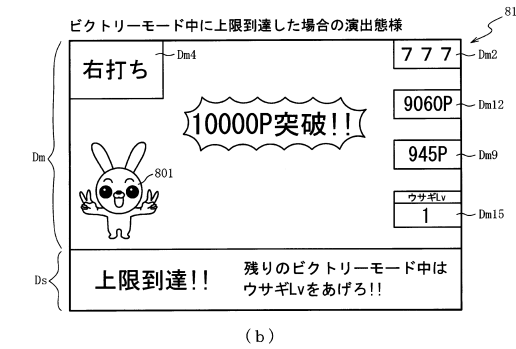 ビクトリーモード中に上限到達した場合の演出態様
81
右打ち
Dm4
777
Dm2
10000P突破!!
9060P
Dm12
Dm
801
945P
Dm9
ウサギLv
1
Dm15
Ds
上限到達!!
残りのビクトリーモード中は
ウサギLvをあげろ!!
(b)